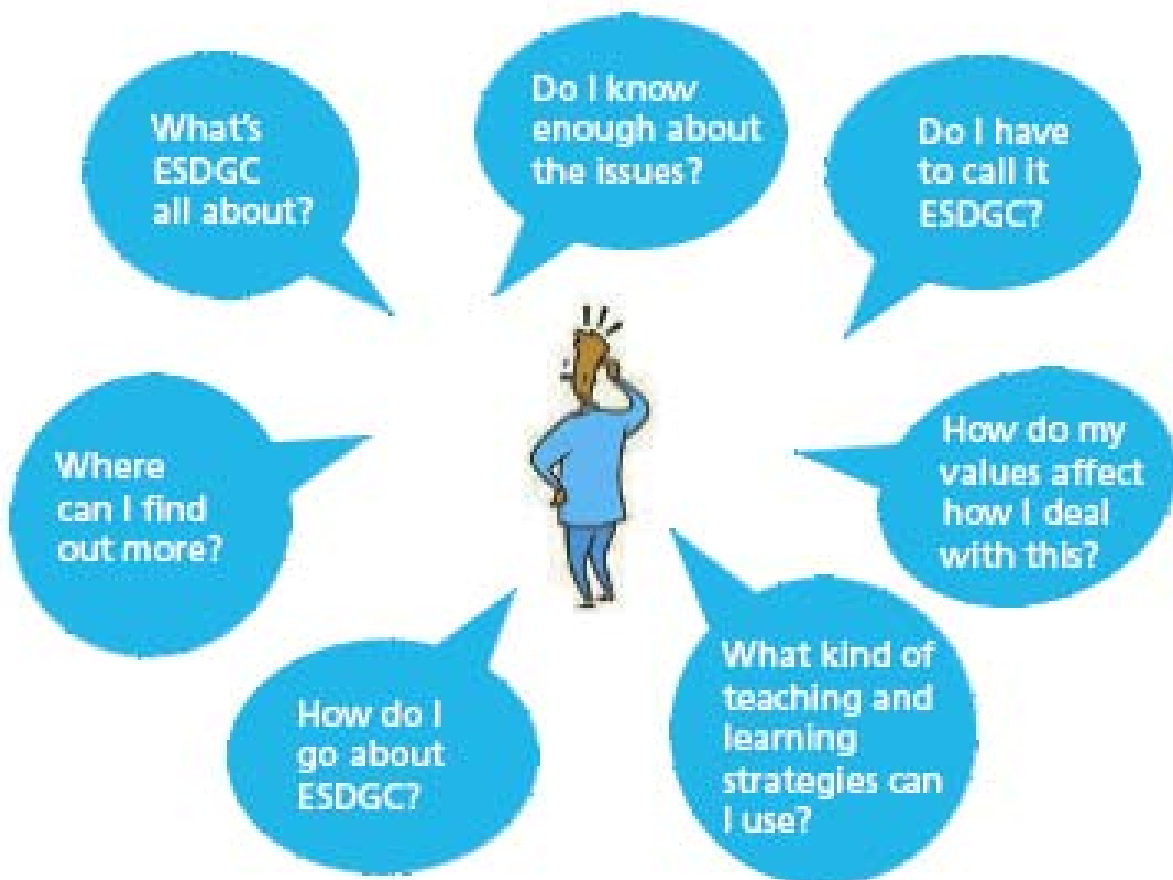 What's
ESDGC
all about?
Do I know
enough about
the issues?
Do I have
to call it
ESDGC?
Where
can I find
out more?
How do my
values affect
how I deal
with this?
How do I
go about
ESDGC?
What kind of
teaching and
learning
strategies can
I use?